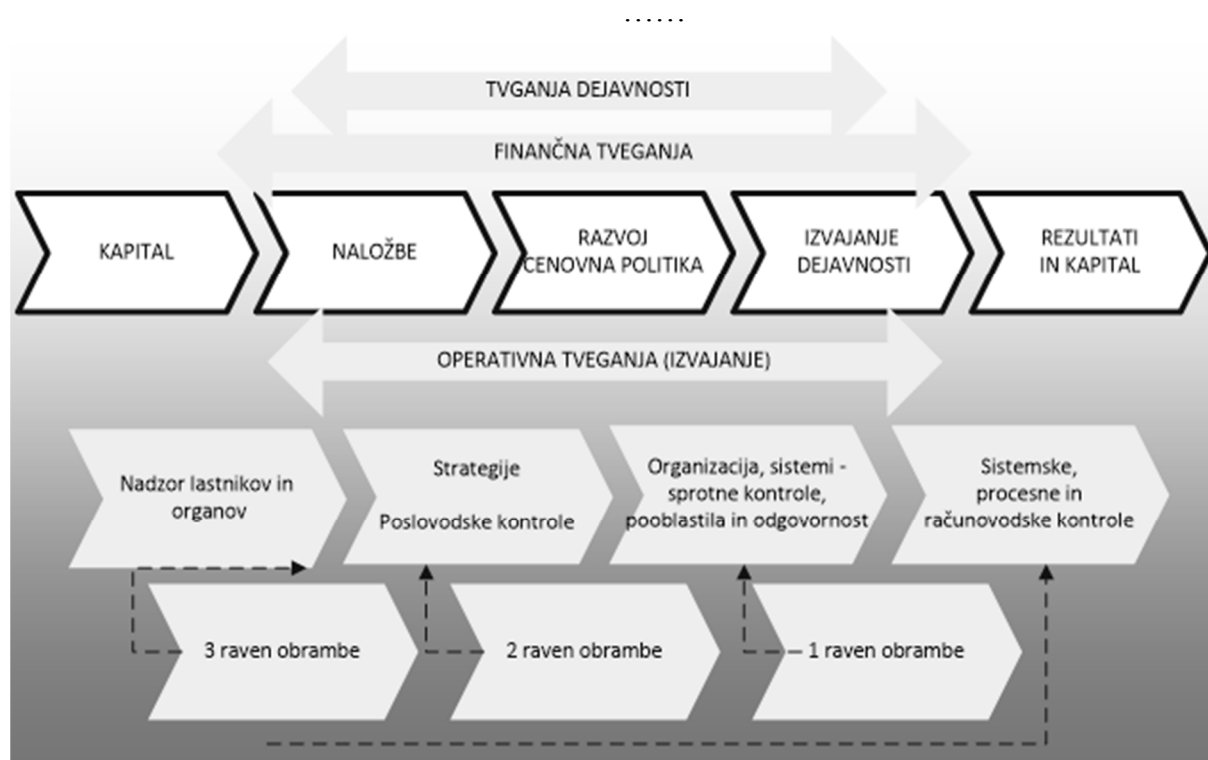 ......
TVGANJA DEJAVNOSTI
FINANČNA TVEGANJA
KAPITAL
NALOŽBE
RAZVOJ
CENOVNA POLITIKA
IZVAJANJE
DEJAVNOSTI
REZULTATI
IN KAPITAL
OPERATIVNA TVEGANJA (IZVAJANJE)
Nadzor lastnikov in
organov
Strategije
Poslovodske kontrole
Organizacija, sistemi -
sprotne kontrole,
pooblastila in odgovornost
Sistemske,
procesne in
računovodske kontrole
3 raven obrambe
2 raven obrambe
1 raven obrambe